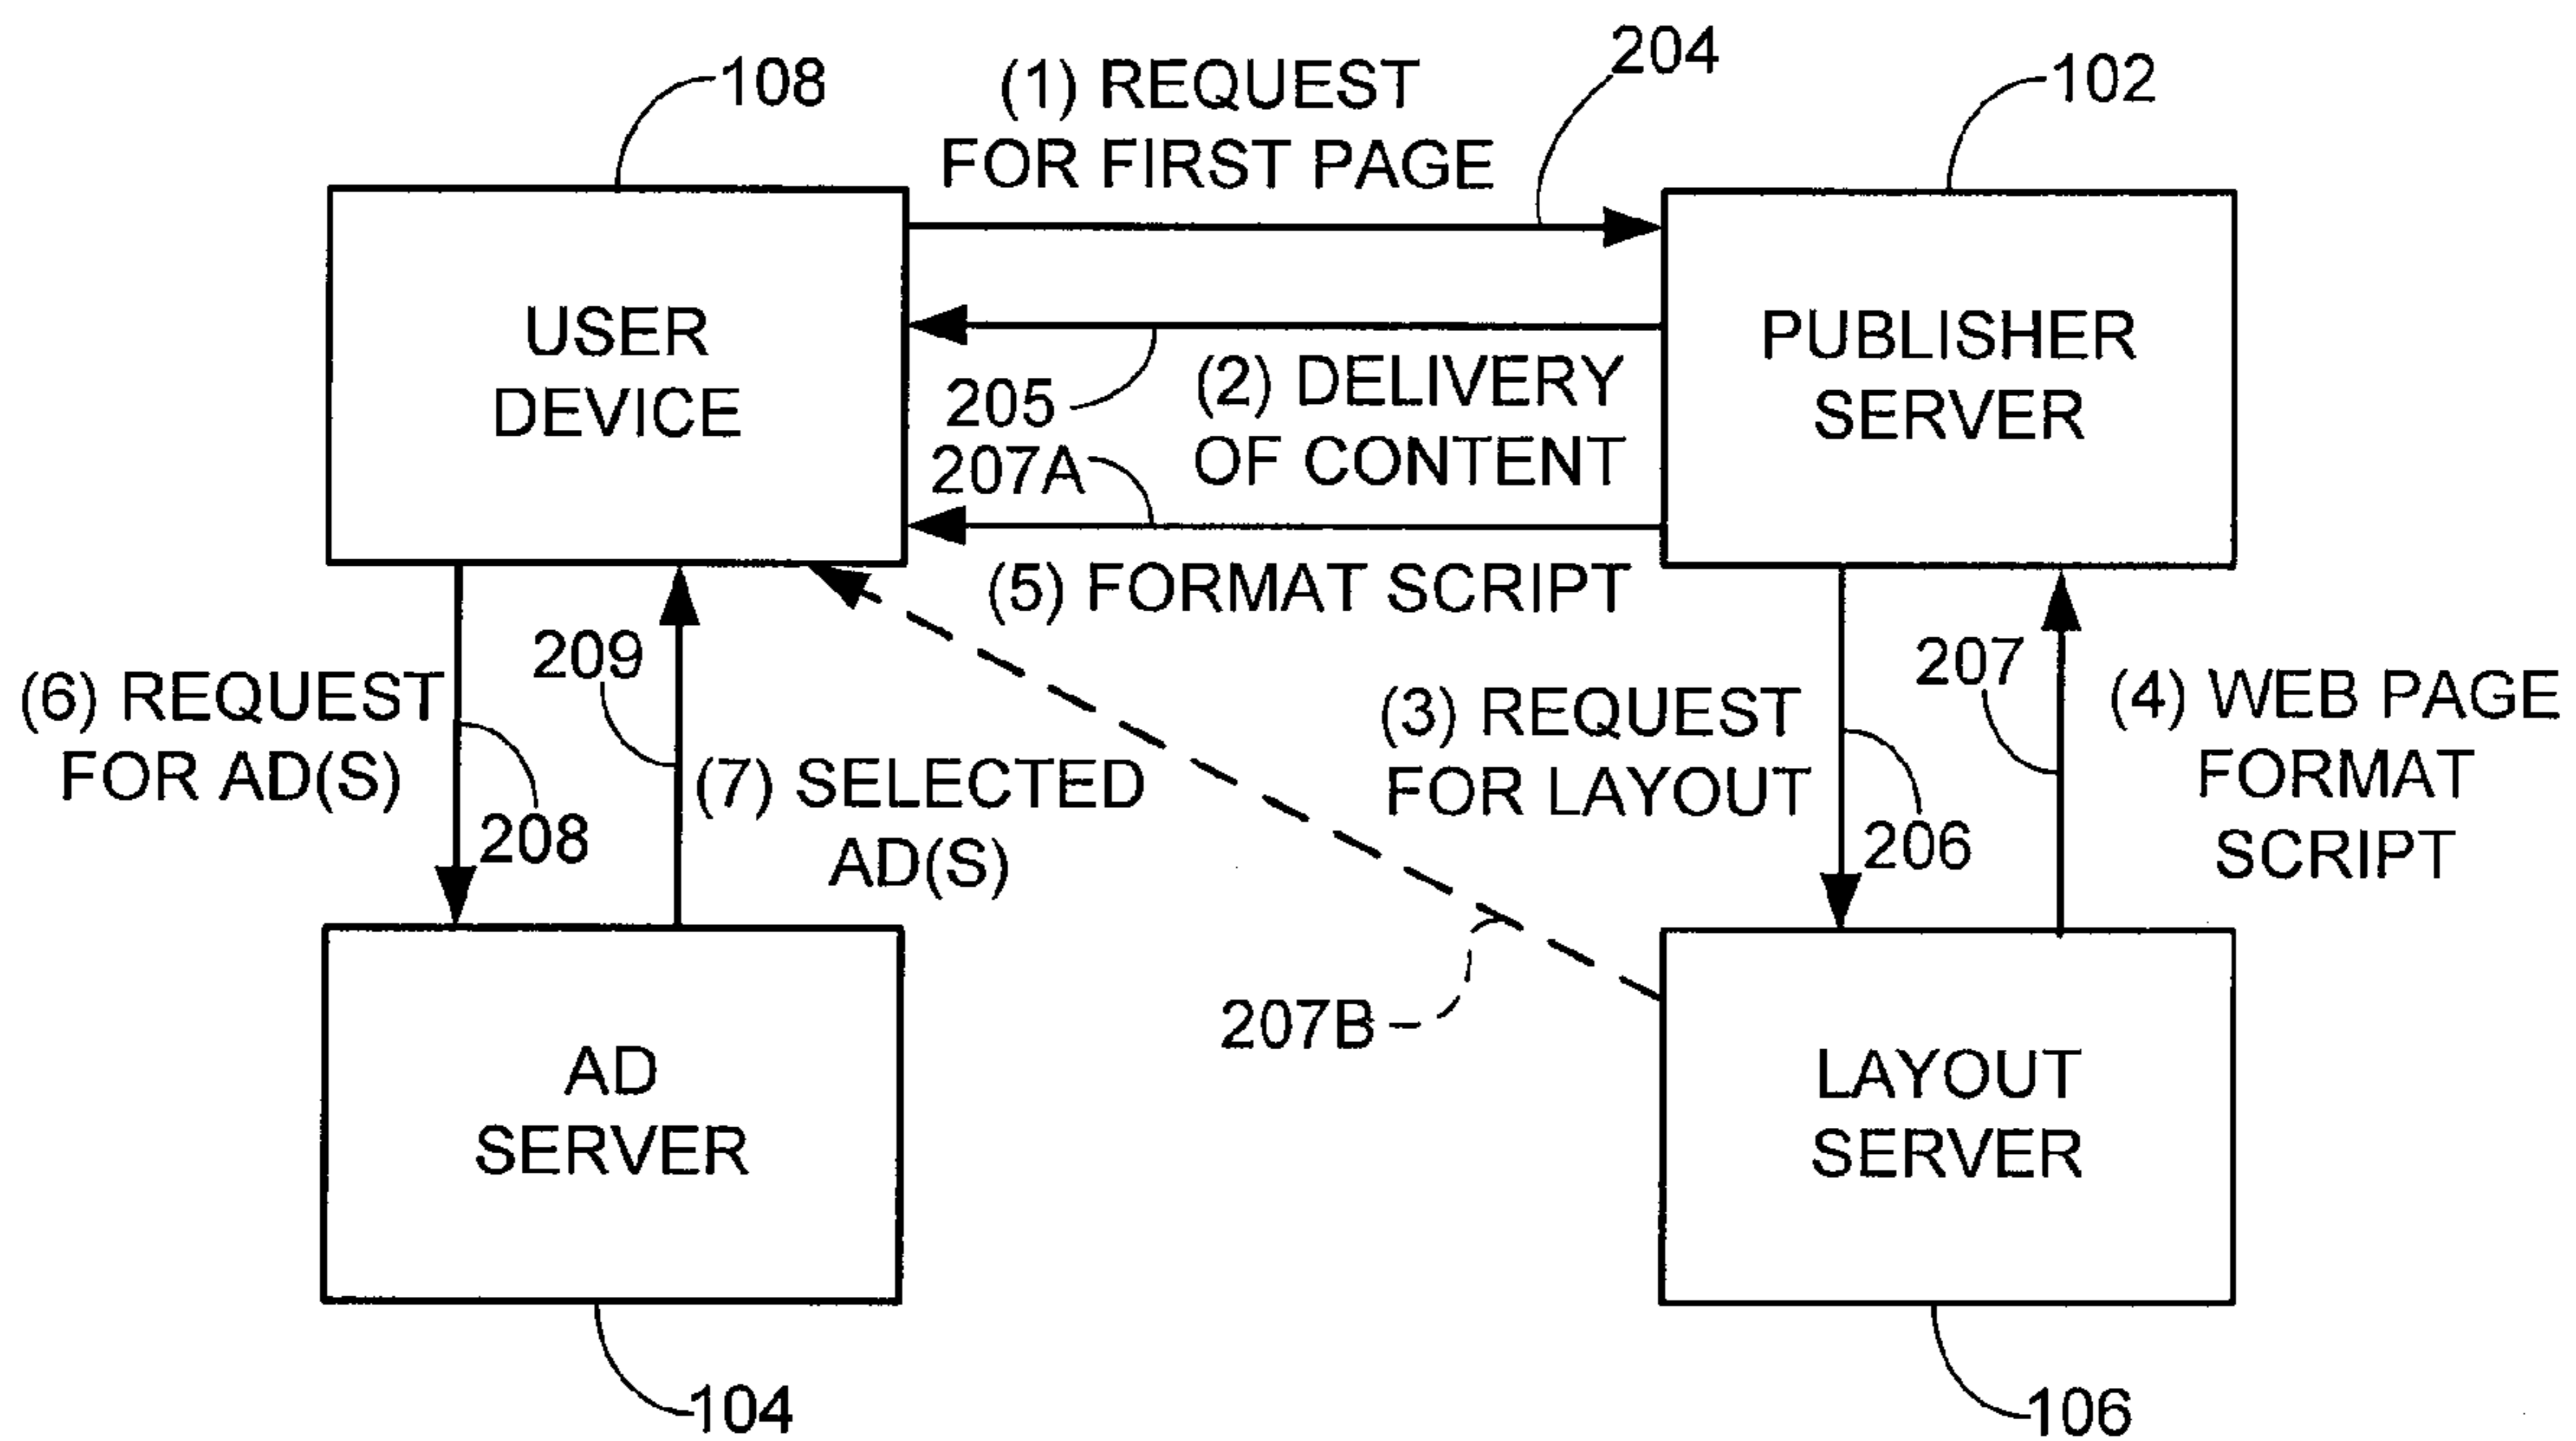 108
(1) REQUEST
FOR FIRST PAGE
204
102
USER
DEVICE
PUBLISHER
SERVER
205
(2) DELIVERY
OF CONTENT
207A
(5) FORMAT SCRIPT
(6) REQUEST
FOR AD(S)
208
209
(7) SELECTED
AD(S)
(3) REQUEST
FOR LAYOUT
206
207
(4) WEB PAGE
FORMAT
SCRIPT
207B
AD
SERVER
LAYOUT
SERVER
104
106